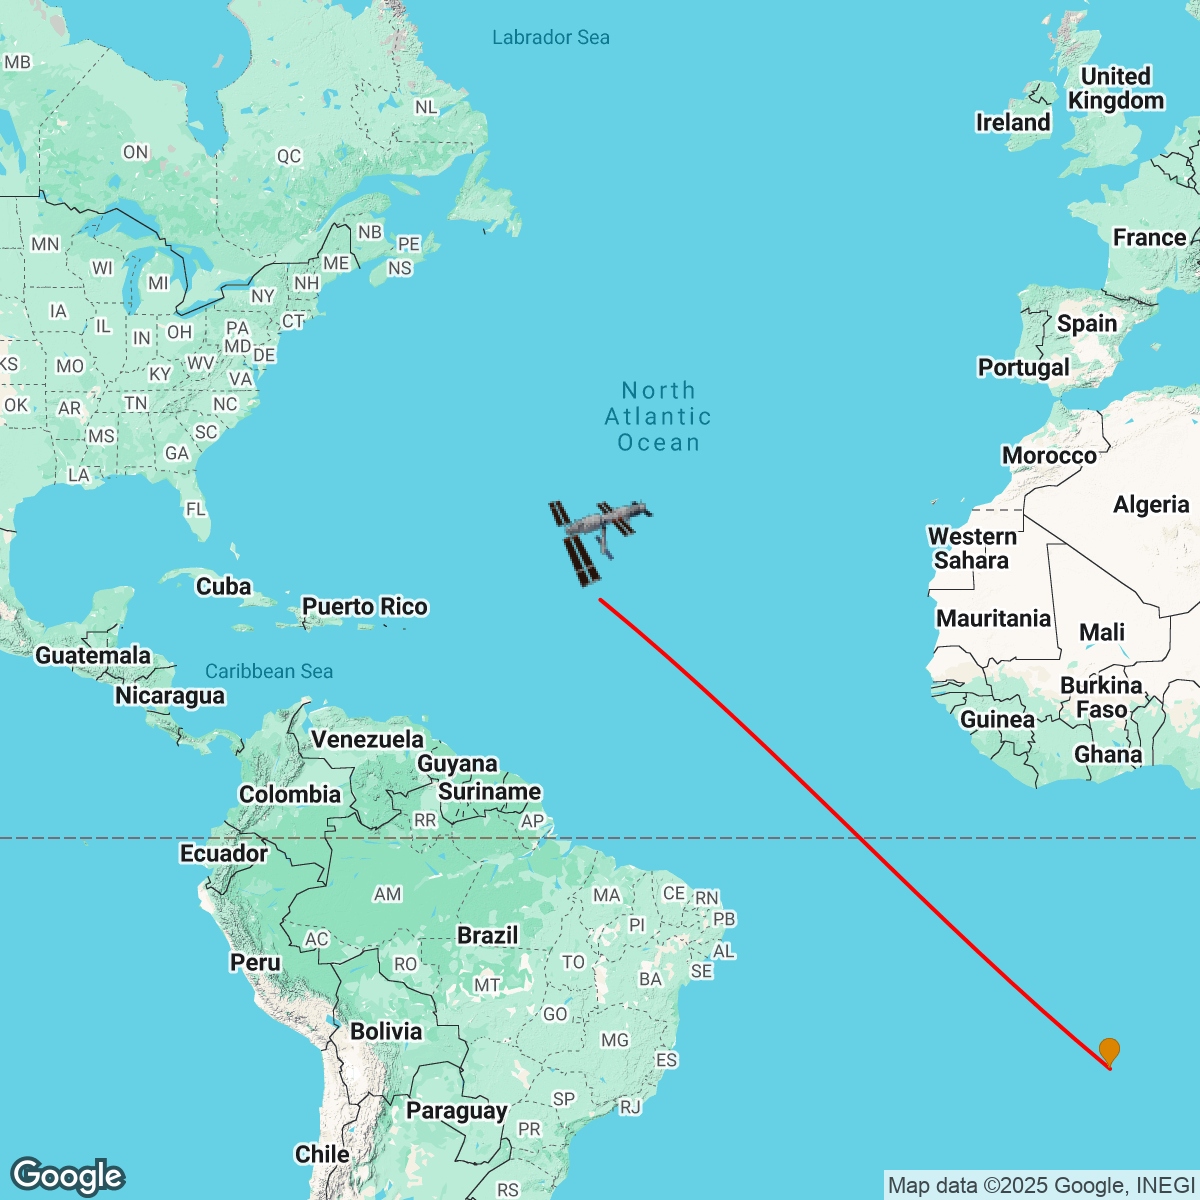 Labrador Sea
MB
United
Kingdom
NL
Ireland
ON
QC
NB
PE
France
MN
ME
NS
WI
MI
NH
NY
IA
CT
Spain
IL
PA
OH
IN
MD
DE
WV
KS
MO
Portugal
KY
VA
North
OK
AR
TN
NC
Atlantic
MS
SC
Ocean
GA
Morocco
LA
FL
Algeria
Western
Sahara
Cuba
Puerto Rico
Mauritania
Mali
Guatemala
Caribbean Sea
Nicaragua
Burkina
Faso
Guinea
Venezuela
Ghana
Guyana
Suriname
Colombia
RR
AP
Ecuador
AM
MA
CE
RN
PB
PI
Brazil
AC
AL
Peru
RO
TO
SE
MT
BA
GO
Bolivia
MG
ES
SP
Paraguay
RJ
PR
Chile
RS
Google
Map data ©2025 Google, INEGI